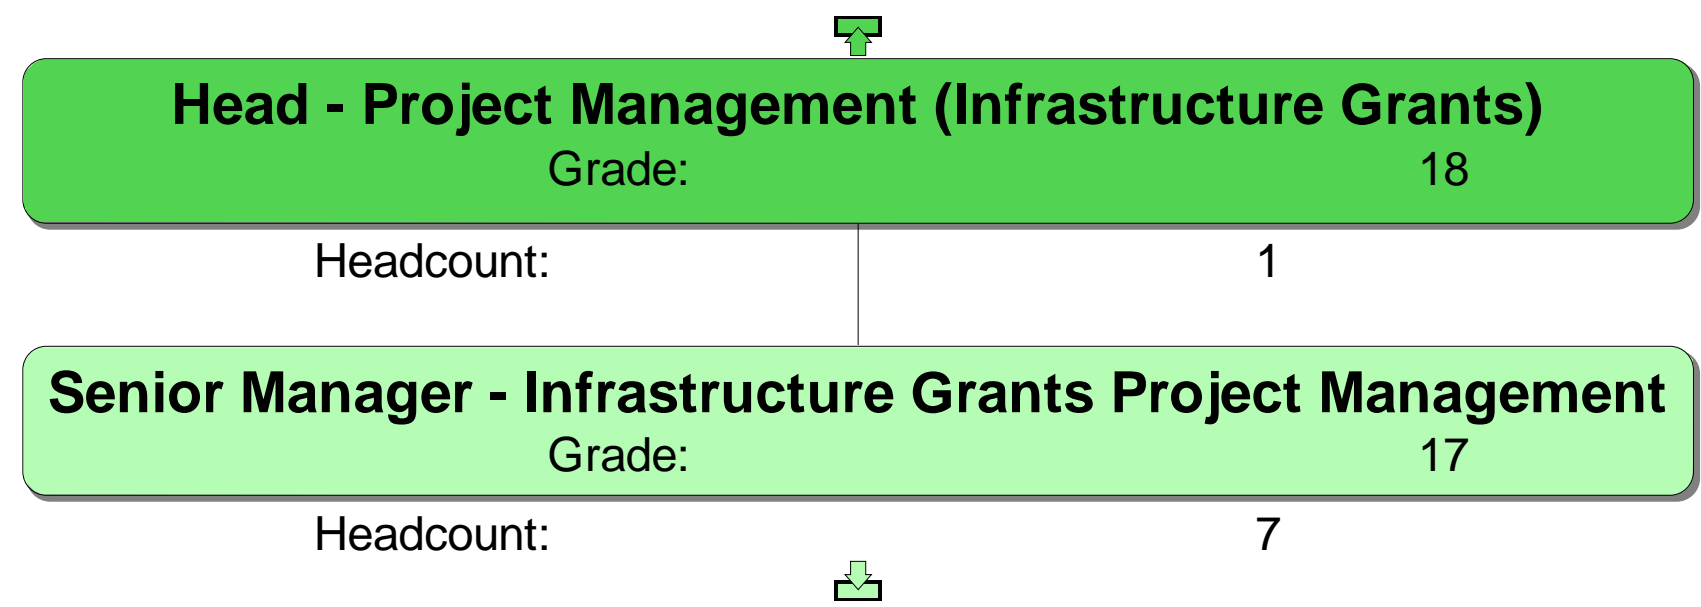 Head - Project Management (Infrastructure Grants)
Grade: 18
Headcount: 1
Senior Manager - Infrastructure Grants Project Management
Grade: 17
Headcount: 7